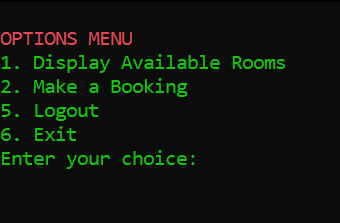 OPTIONS MENU
1. Display Available Rooms
2. Make a Booking
5. Logout
6. Exit
Enter your choice: